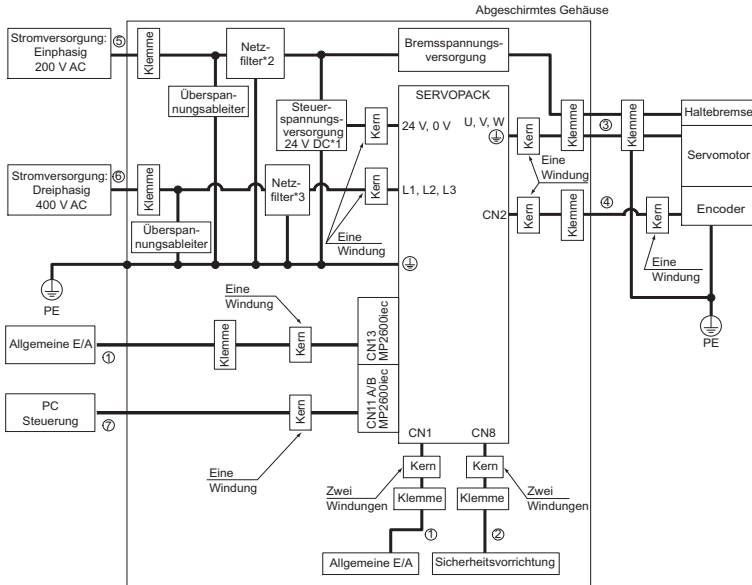 Abgeschirmtes Gehäuse
Stromversorgung:
Einphasig
200 V AC
⑤
Klemme
Netz-
filter*2
Bremsspannungs-
versorgung
Überspan-
nungsableiter
Steuer-
spannungs-
versorgung
24 V DC*1
Kern
SERVOPACK
24 V, 0 V
U, V, W
Kern
Klemme
③
Klemme
Haltebremse
Servomotor
Eine
Windung
Stromversorgung:
Dreiphasig
400 V AC
⑥
Klemme
Netz-
filter*3
Kern
L1, L2, L3
CN2
Kern
Klemme
④
Kern
Encoder
Überspan-
nungsableiter
Eine
Windung
Eine
Windung
PE
PE
Eine
Windung
Allgemeine E/A
①
Klemme
Kern
CN13
MP2600iec
PC
Steuerung
⑦
Kern
CN11 A/B
MP2600iec
Eine
Windung
CN1
CN8
Kern
Kern
Zwei
Windungen
Klemme
Klemme
Zwei
Windungen
①
②
Allgemeine E/A
Sicherheitsvorrichtung